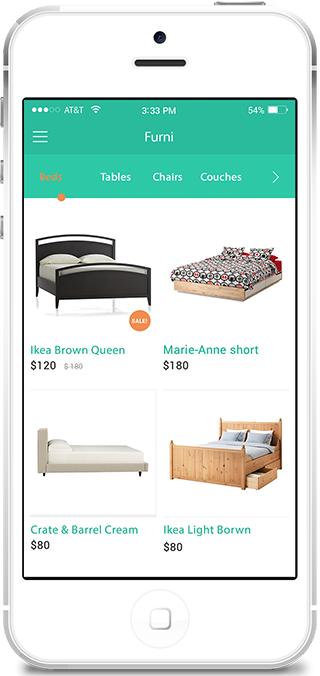 AT&T 3:33 PM 54%
Furni
Beds Tables Chairs Couches
SALE!
Ikea Brown Queen
$120 $180
Marie-Anne short
$180
Crate & Barrel Cream
$80
Ikea Light Borwn
$80